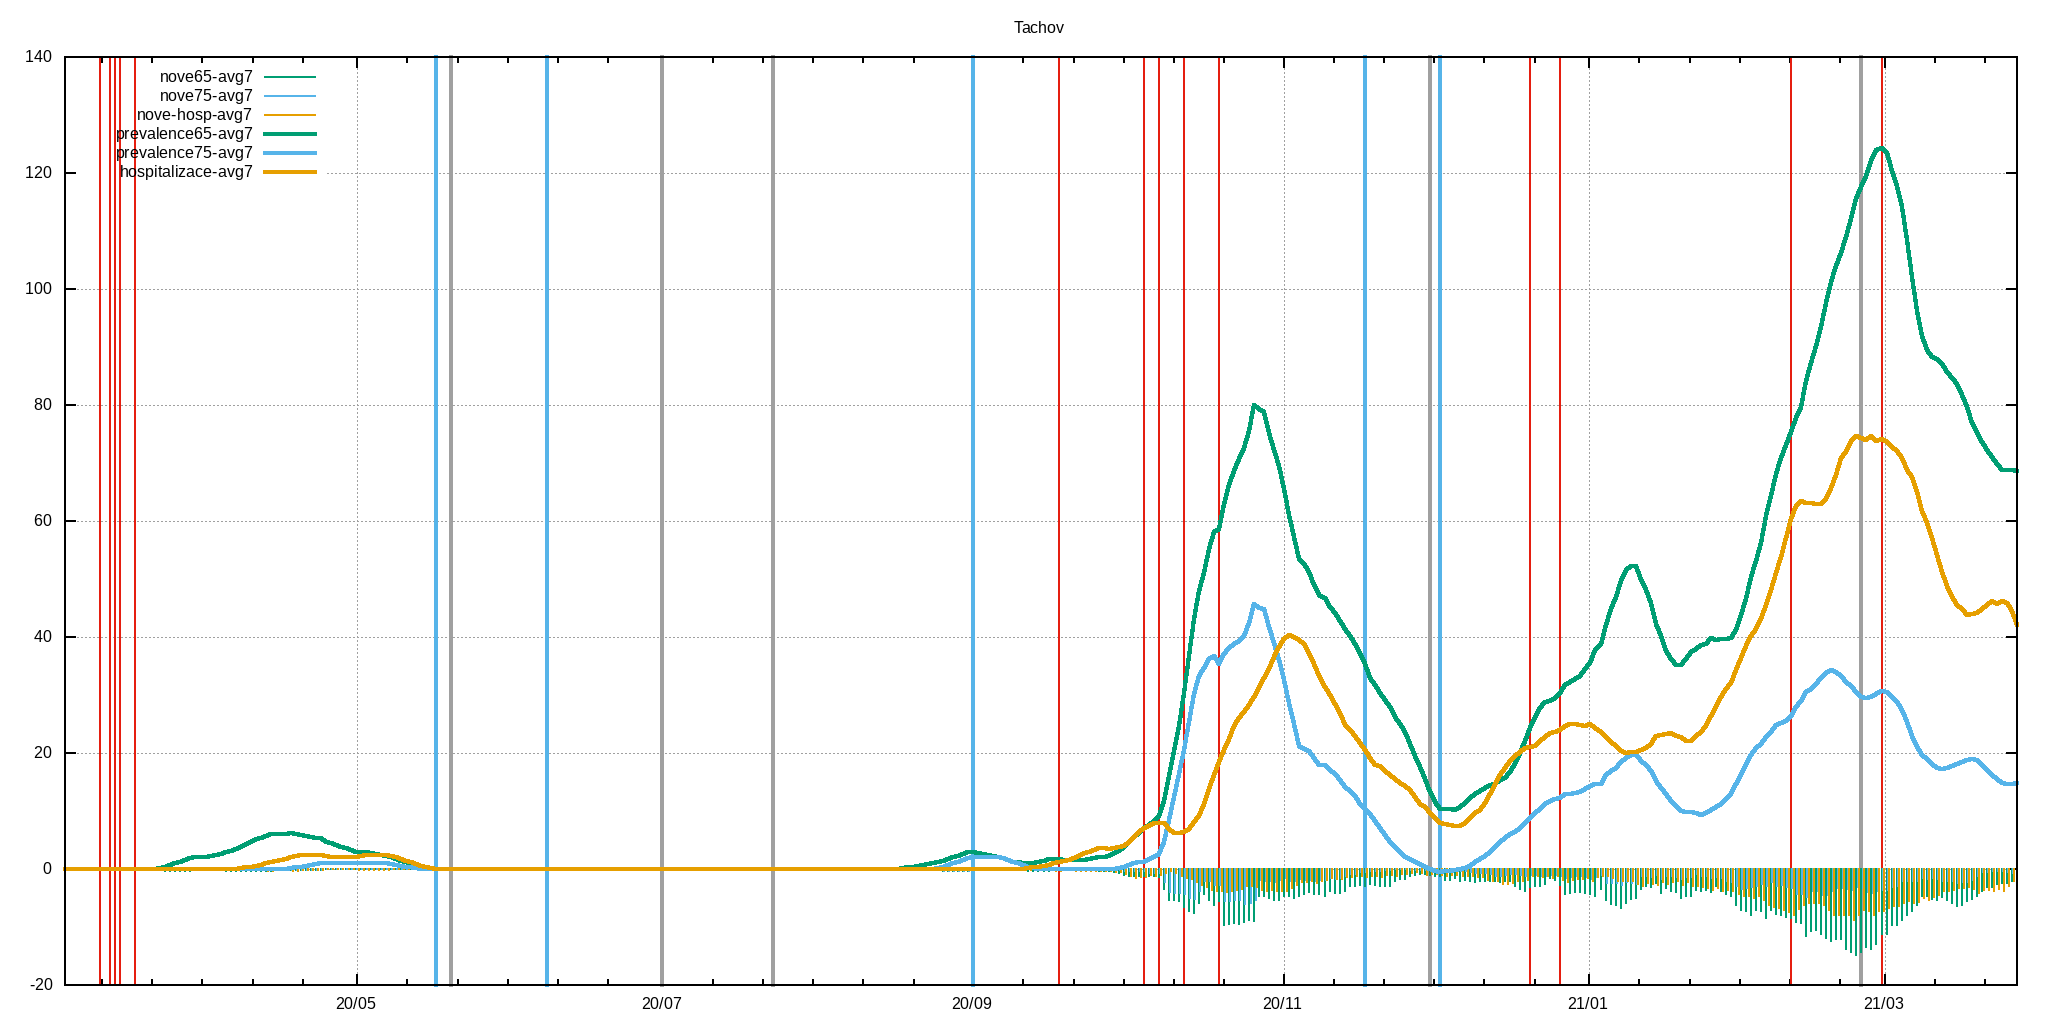 Tachov
140
nove65-avg7
nove75-avg7
nove-hosp-avg7
prevalence65-avg7
prevalence75-avg7
hospitalizace-avg7
120
100
80
60
40
20
0
-20
20/05 20/07 20/09 20/11 21/01 21/03